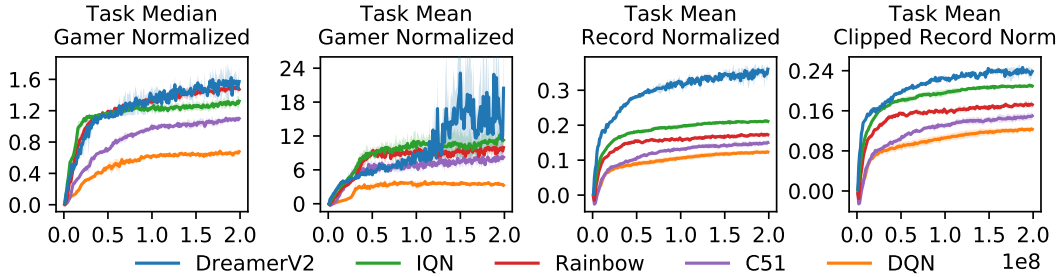 Task Median
Gamer Normalized
Task Mean
Gamer Normalized
Task Mean
Record Normalized
Task Mean
Clipped Record Norm
1.6
1.2
0.8
0.4
0.0
0.0 0.5 1.0 1.5 2.0
24
18
12
6
0
0.0 0.5 1.0 1.5 2.0
0.3
0.2
0.1
0.0
0.0 0.5 1.0 1.5 2.0
0.24
0.16
0.08
0.00
0.0 0.5 1.0 1.5 2.0
1e8
DreamerV2 IQN Rainbow C51 DQN